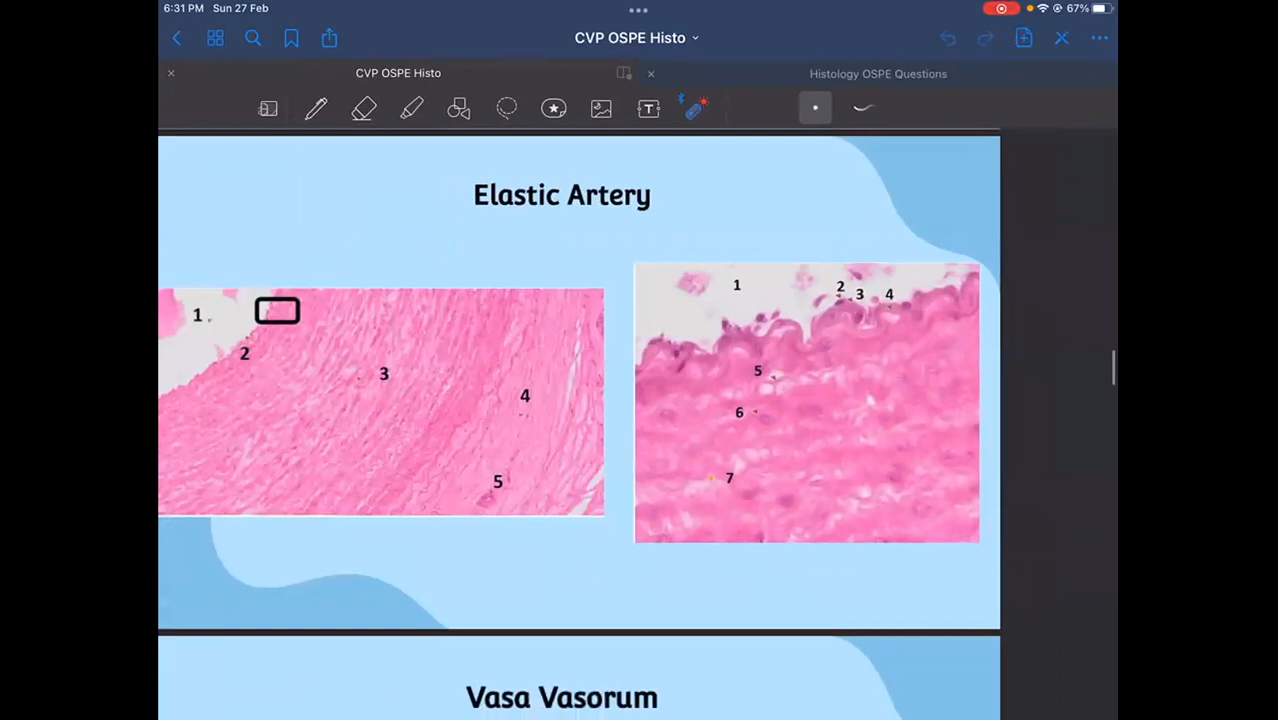 6:31 PM Sun 27 Feb
67%
CVP OSPE Histo
CVP OSPE Histo
Histology OSPE Questions
T
Elastic Artery
1
2
3
4
5
1
2
3
4
5
6
7
Vasa Vasorum